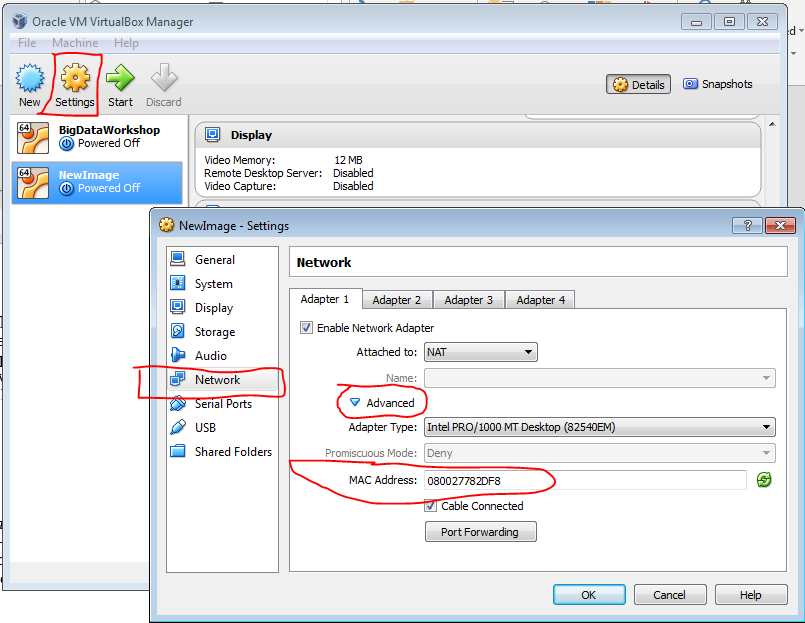 Oracle VM VirtualBox Manager
File Machine Help
New Settings Start Discard
Details Snapshots
64
BigDataWorkshop
Powered Off
64
NewImage
Powered Off
Display
Video Memory: 12 MB
Remote Desktop Server: Disabled
Video Capture: Disabled
NewImage - Settings
?
General
System
Display
Storage
Audio
Network
Serial Ports
USB
Shared Folders
Network
Adapter 1 Adapter 2 Adapter 3 Adapter 4
Enable Network Adapter
Attached to: NAT
Name:
Advanced
Adapter Type: Intel PRO/1000 MT Desktop (82540EM)
Promiscuous Mode: Deny
MAC Address: 080027782DF8
Cable Connected
Port Forwarding
OK Cancel Help